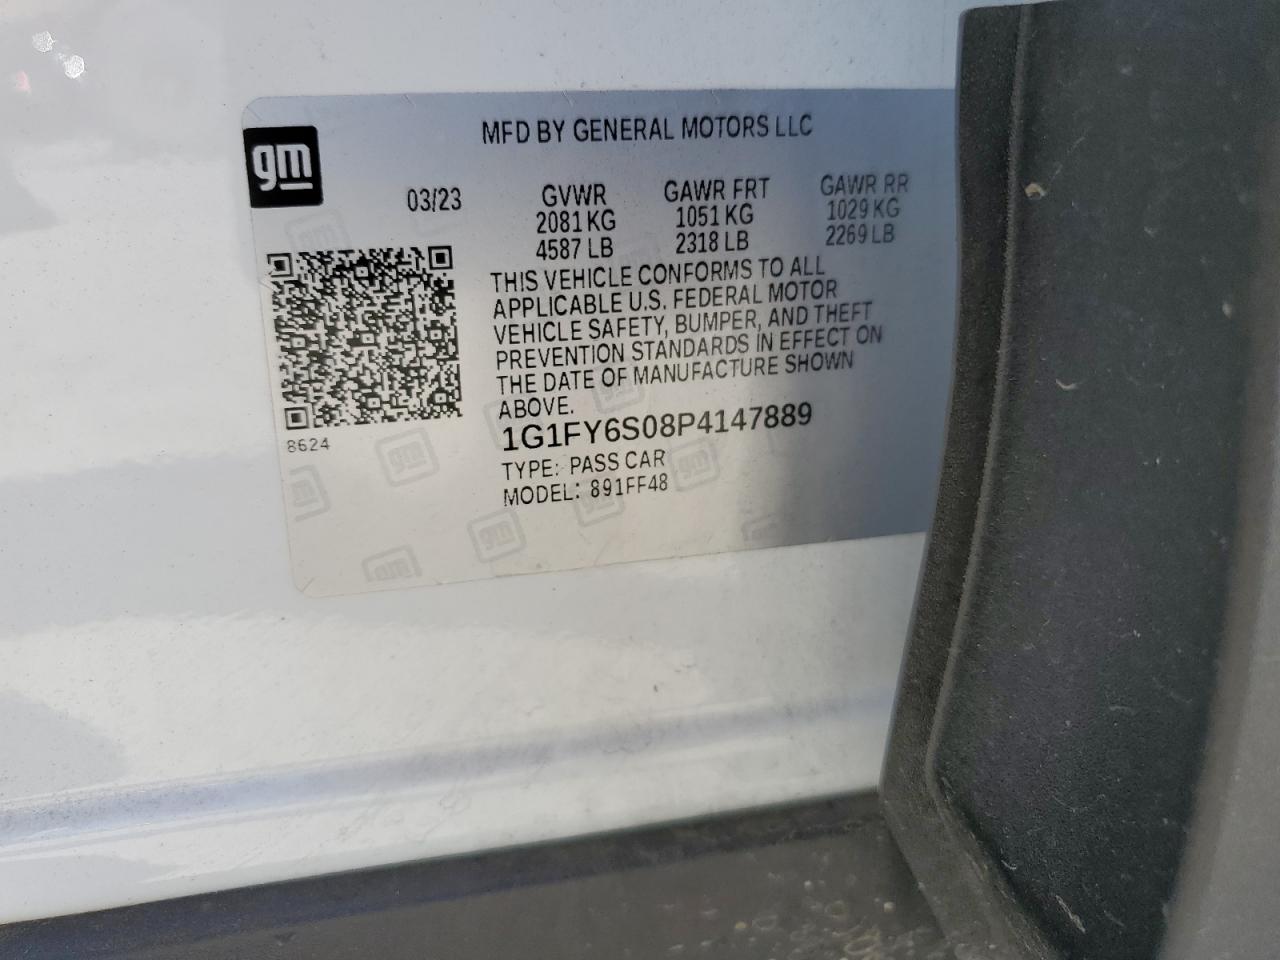 MFD BY GENERAL MOTORS LLC
gm
03/23 GVWR GAWR FRT GAWR RR
2081 KG 1051 KG 1029 KG
4587 LB 2318 LB 2269 LB
THIS VEHICLE CONFORMS TO ALL
APPLICABLE U.S. FEDERAL MOTOR
VEHICLE SAFETY, BUMPER, AND THEFT
PREVENTION STANDARDS IN EFFECT ON
THE DATE OF MANUFACTURE SHOWN
ABOVE.
8624
1G1FY6S08P4147889
TYPE: PASS CAR
MODEL: 891FF48